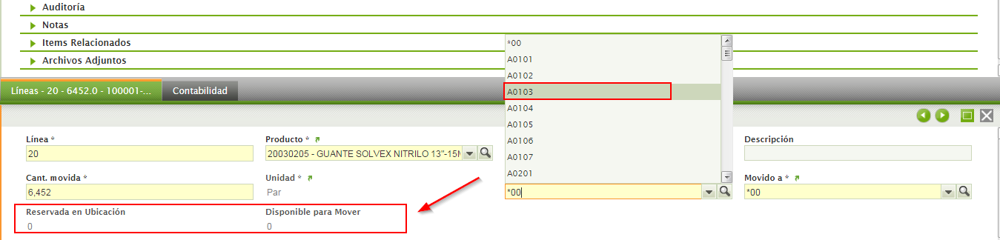 Auditoría
Notas
Items Relacionados
Archivos Adjuntos
*00
A0101
A0102
A0103
A0104
A0105
A0106
A0107
A0201
Líneas - 20 - 6452.0 - 100001-...
Contabilidad
Línea *
Producto *
Descripción
20
20030205 - GUANTE SOLVEX NITRILO 13"-15M
Cant. movida *
Unidad *
Movido a *
6,452
Par
*00
*00
Reservada en Ubicación
Disponible para Mover
0
0